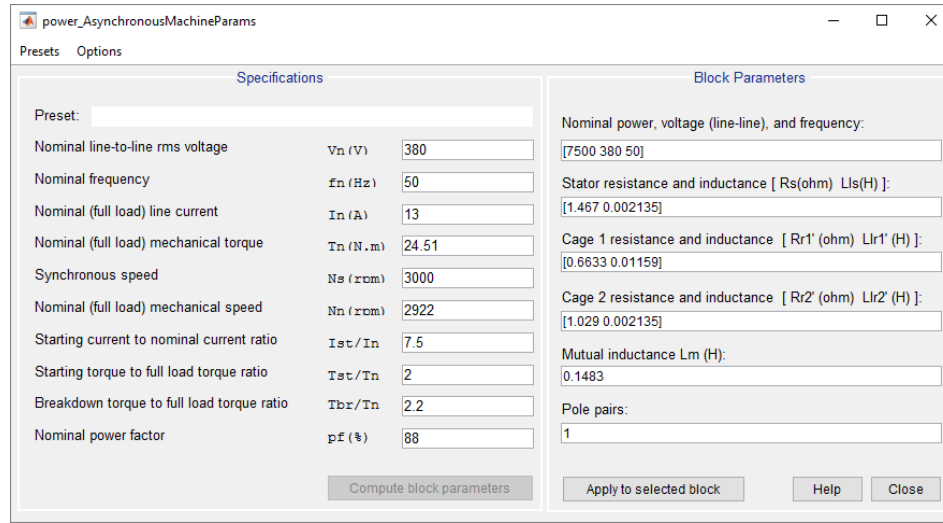 power_AsynchronousMachineParams
Presets Options
Specifications
Preset:
Nominal line-to-line rms voltage Vn(V) 380
Nominal frequency fn(Hz) 50
Nominal (full load) line current In(A) 13
Nominal (full load) mechanical torque Tn(N.m) 24.51
Synchronous speed Ns(rpm) 3000
Nominal (full load) mechanical speed Nn(rpm) 2922
Starting current to nominal current ratio Ist/In 7.5
Starting torque to full load torque ratio Tst/Tn 2
Breakdown torque to full load torque ratio Tbr/Tn 2.2
Nominal power factor pf(%) 88
Compute block parameters
Block Parameters
Nominal power, voltage (line-line), and frequency:
[7500 380 50]
Stator resistance and inductance [ Rs(ohm) Lls(H) ]:
[1.467 0.002135]
Cage 1 resistance and inductance [ Rr1' (ohm) Llr1' (H) ]:
[0.6633 0.01159]
Cage 2 resistance and inductance [ Rr2' (ohm) Llr2' (H) ]:
[1.029 0.002135]
Mutual inductance Lm (H):
0.1483
Pole pairs:
1
Apply to selected block Help Close